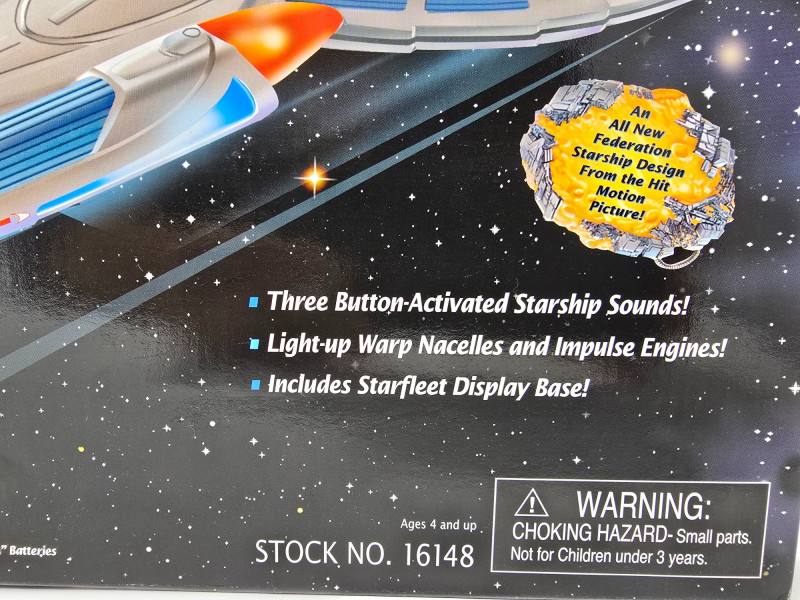 An
All New
Federation
Starship Design
From the Hit
Motion
Picture!
▪ Three Button-Activated Starship Sounds!
▪ Light-up Warp Nacelles and Impulse Engines!
▪ Includes Starfleet Display Base!
Ages 4 and up
STOCK NO. 16148
" Batteries
WARNING:
CHOKING HAZARD- Small parts.
Not for Children under 3 years.